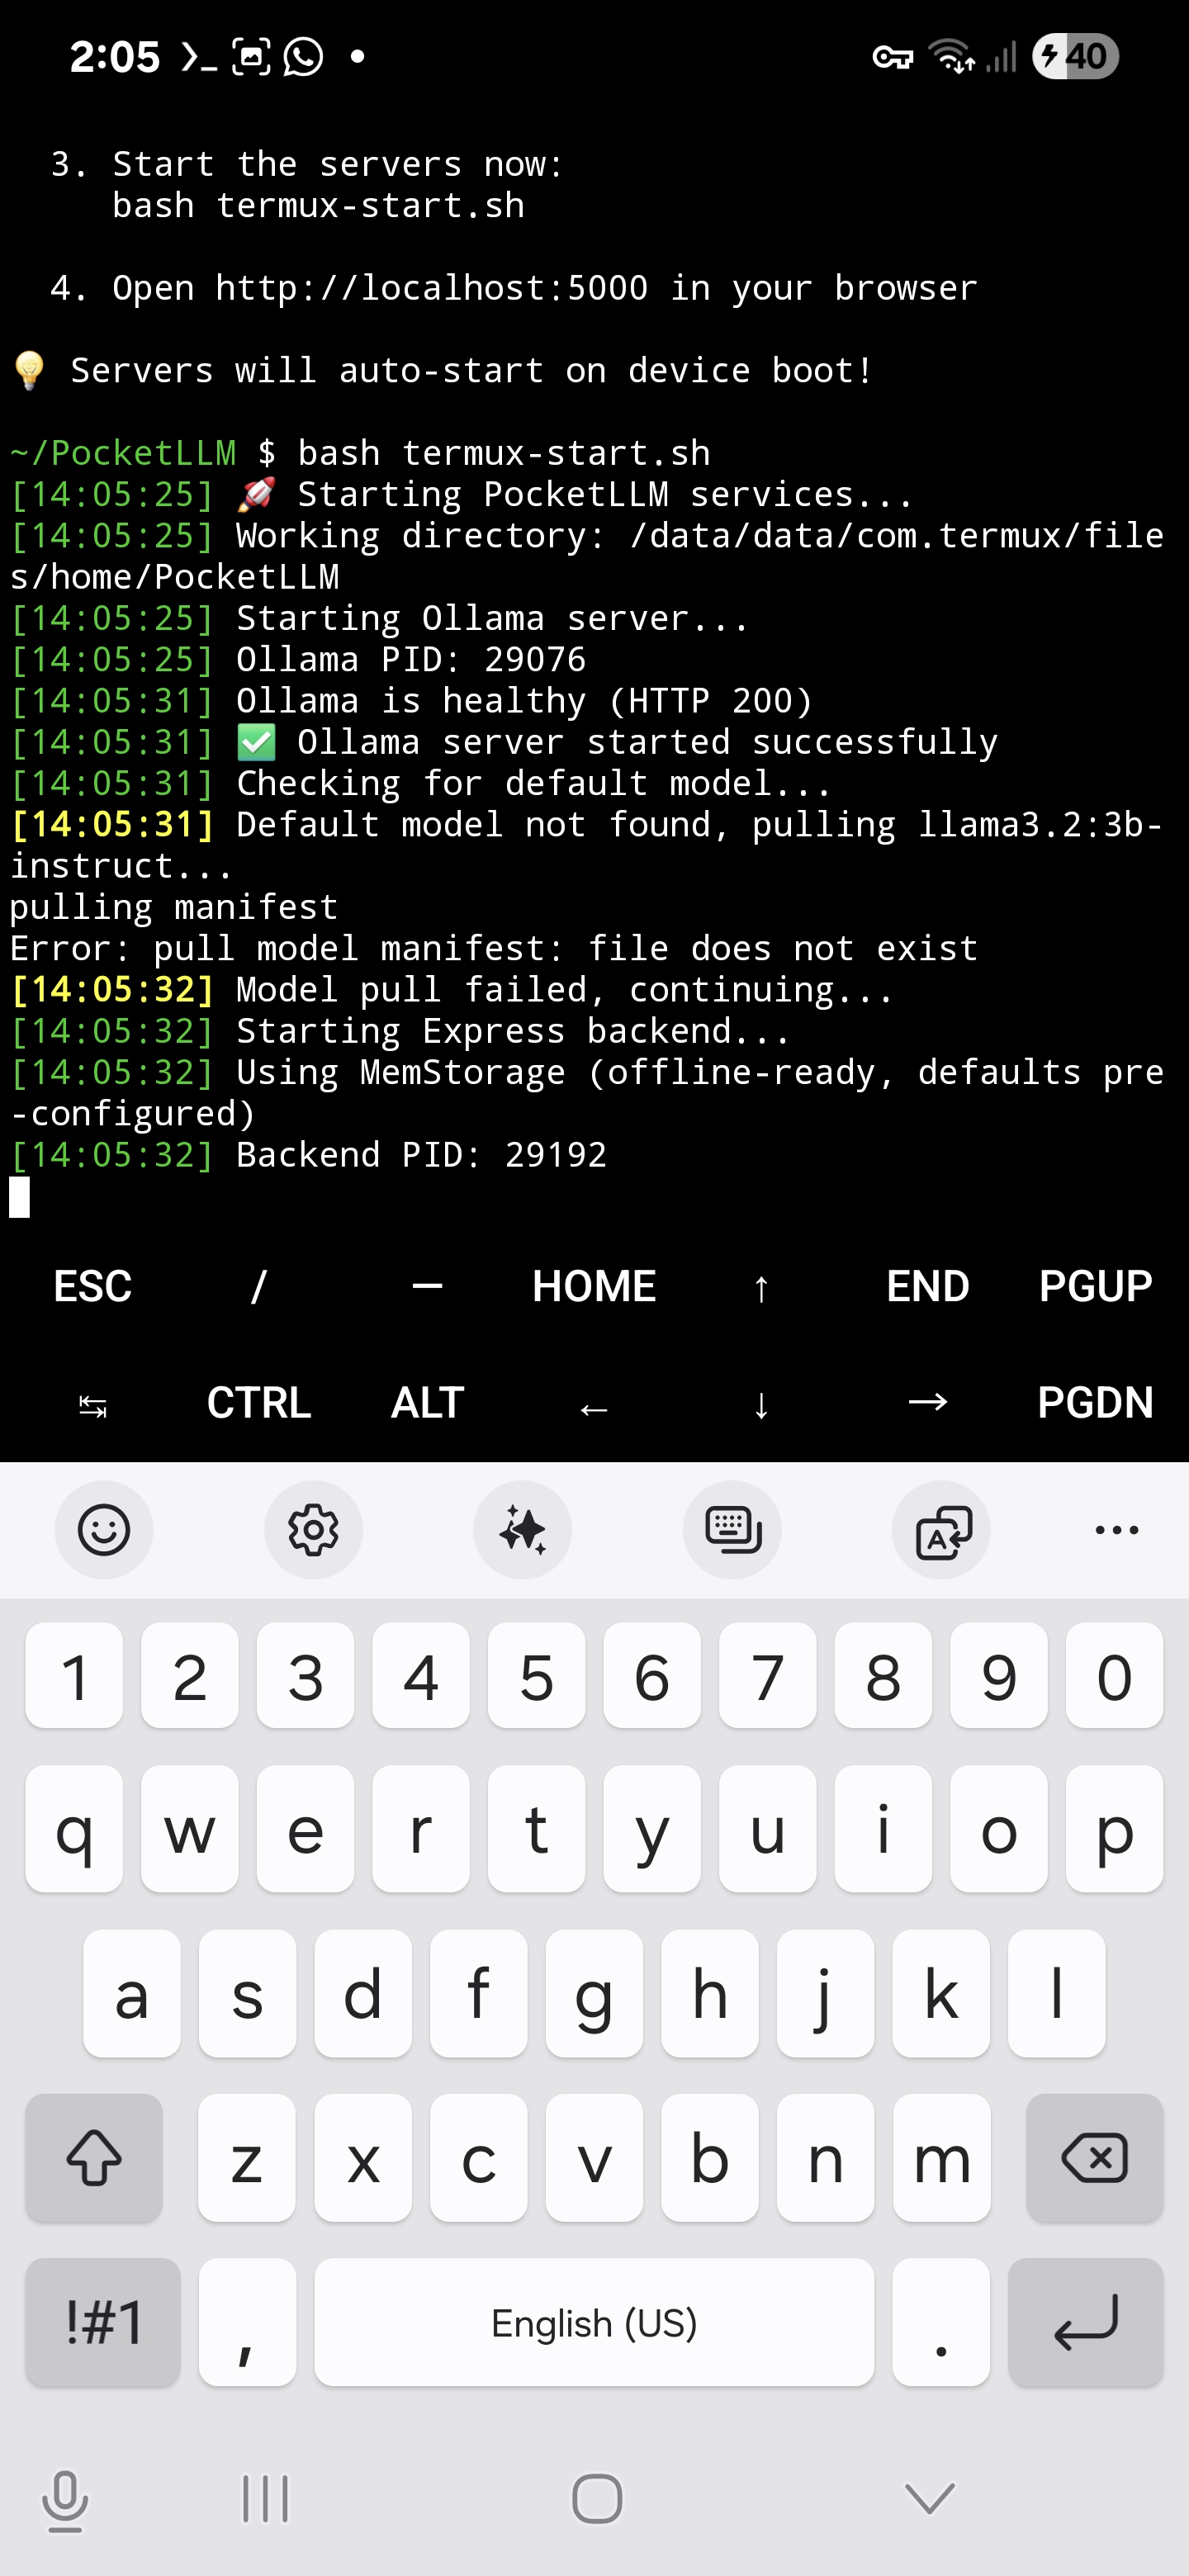 2:05
40
3. Start the servers now:
bash termux-start.sh
4. Open http://localhost:5000 in your browser
💡 Servers will auto-start on device boot!
~/PocketLLM $ bash termux-start.sh
[14:05:25] 🚀 Starting PocketLLM services...
[14:05:25] Working directory: /data/data/com.termux/file
s/home/PocketLLM
[14:05:25] Starting Ollama server...
[14:05:25] Ollama PID: 29076
[14:05:31] Ollama is healthy (HTTP 200)
[14:05:31] ✅ Ollama server started successfully
[14:05:31] Checking for default model...
[14:05:31] Default model not found, pulling llama3.2:3b-
instruct...
pulling manifest
Error: pull model manifest: file does not exist
[14:05:32] Model pull failed, continuing...
[14:05:32] Starting Express backend...
[14:05:32] Using MemStorage (offline-ready, defaults pre
-configured)
[14:05:32] Backend PID: 29192
ESC / — HOME ↑ END PGUP
↹ CTRL ALT ← ↓ → PGDN
1 2 3 4 5 6 7 8 9 0
q w e r t y u i o p
a s d f g h j k l
z x c v b n m
!#1 , English (US) .